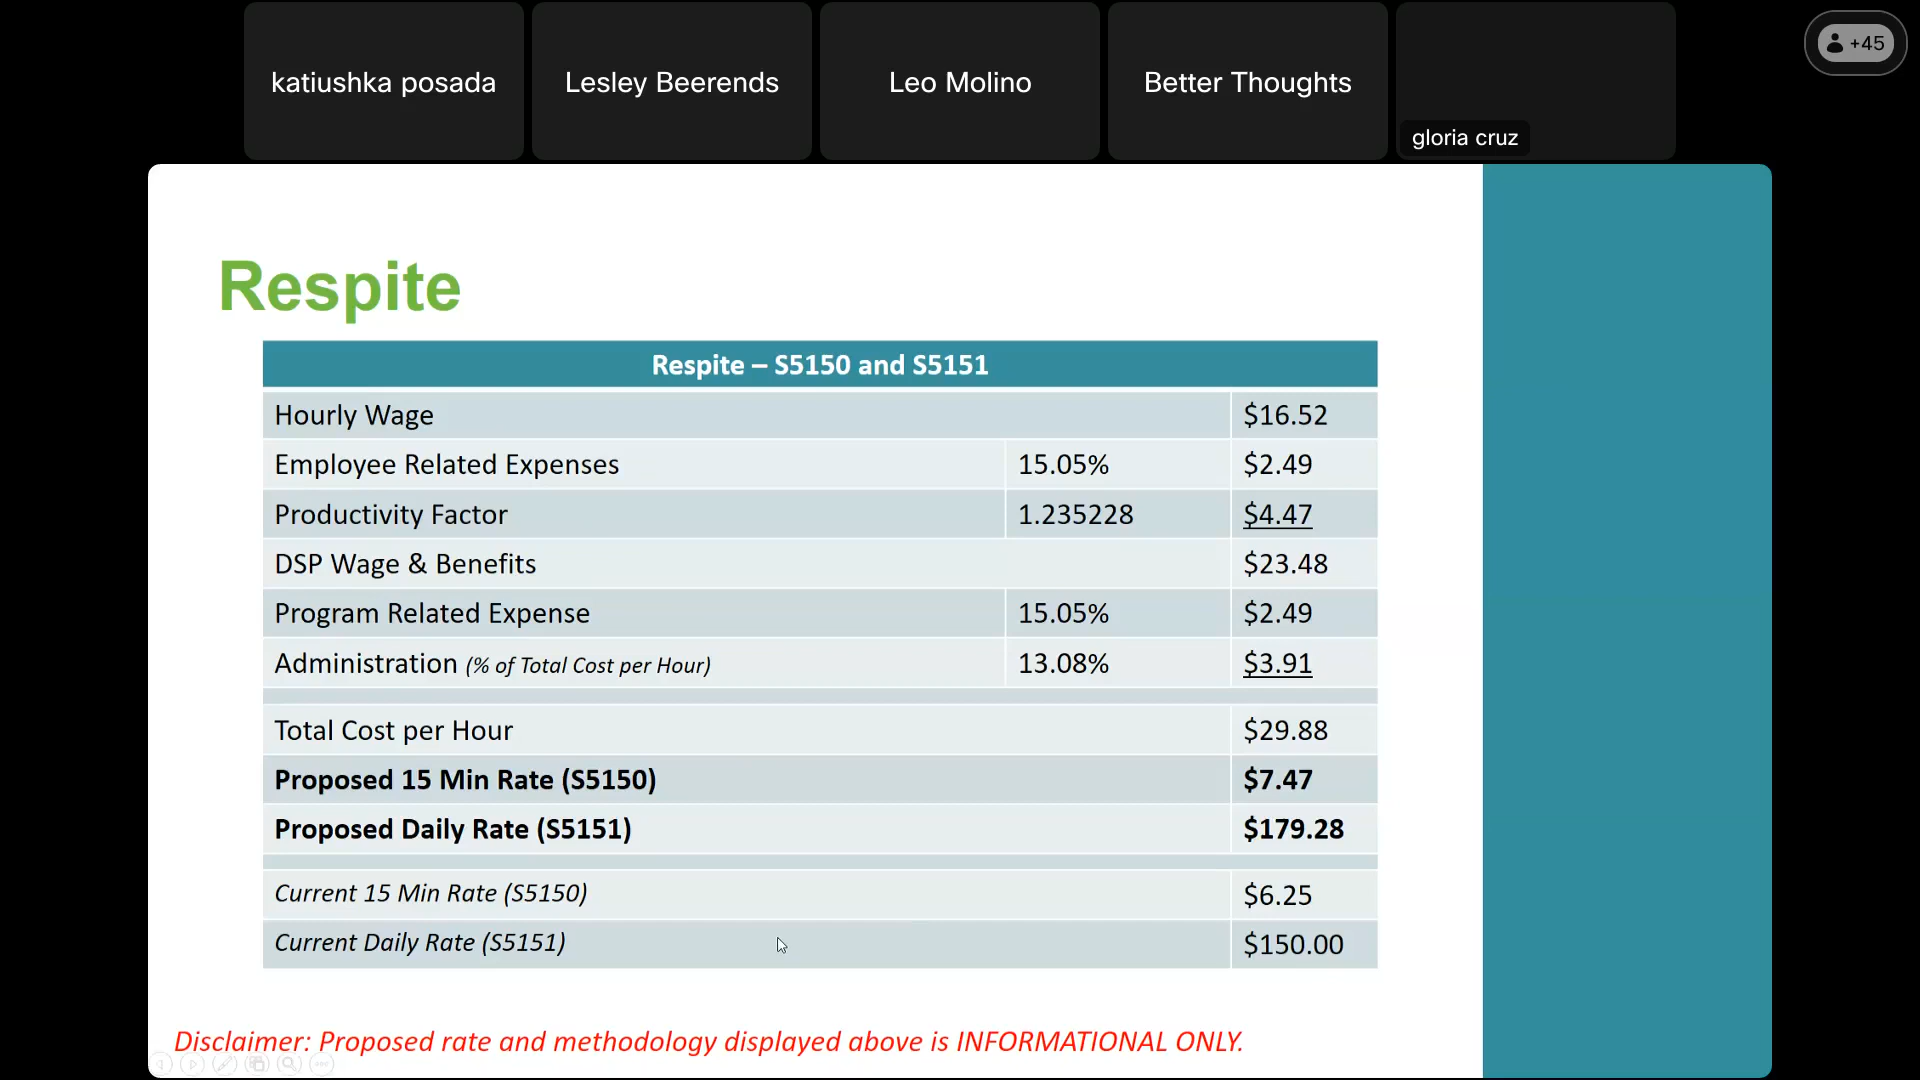 katiushka posada
Lesley Beerends
Leo Molino
Better Thoughts
gloria cruz
+45
Respite
Respite – S5150 and S5151
Hourly Wage $16.52
Employee Related Expenses 15.05% $2.49
Productivity Factor 1.235228 $4.47
DSP Wage & Benefits $23.48
Program Related Expense 15.05% $2.49
Administration (% of Total Cost per Hour) 13.08% $3.91
Total Cost per Hour $29.88
Proposed 15 Min Rate (S5150) $7.47
Proposed Daily Rate (S5151) $179.28
Current 15 Min Rate (S5150) $6.25
Current Daily Rate (S5151) $150.00
Disclaimer: Proposed rate and methodology displayed above is INFORMATIONAL ONLY.